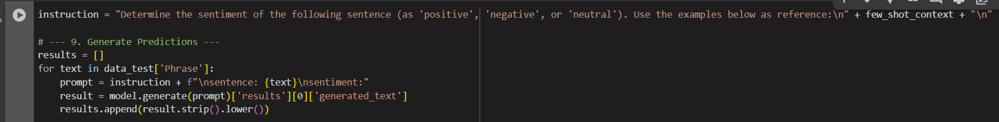 instruction = "Determine the sentiment of the following sentence (as 'positive', 'negative', or 'neutral'). Use the examples below as reference:\n" + few_shot_context + "\n"
# --- 9. Generate Predictions ---
results = []
for text in data_test['Phrase']:
    prompt = instruction + f"\nsentence: {text}\nsentiment:"
    result = model.generate(prompt)['results'][0]['generated_text']
    results.append(result.strip().lower())